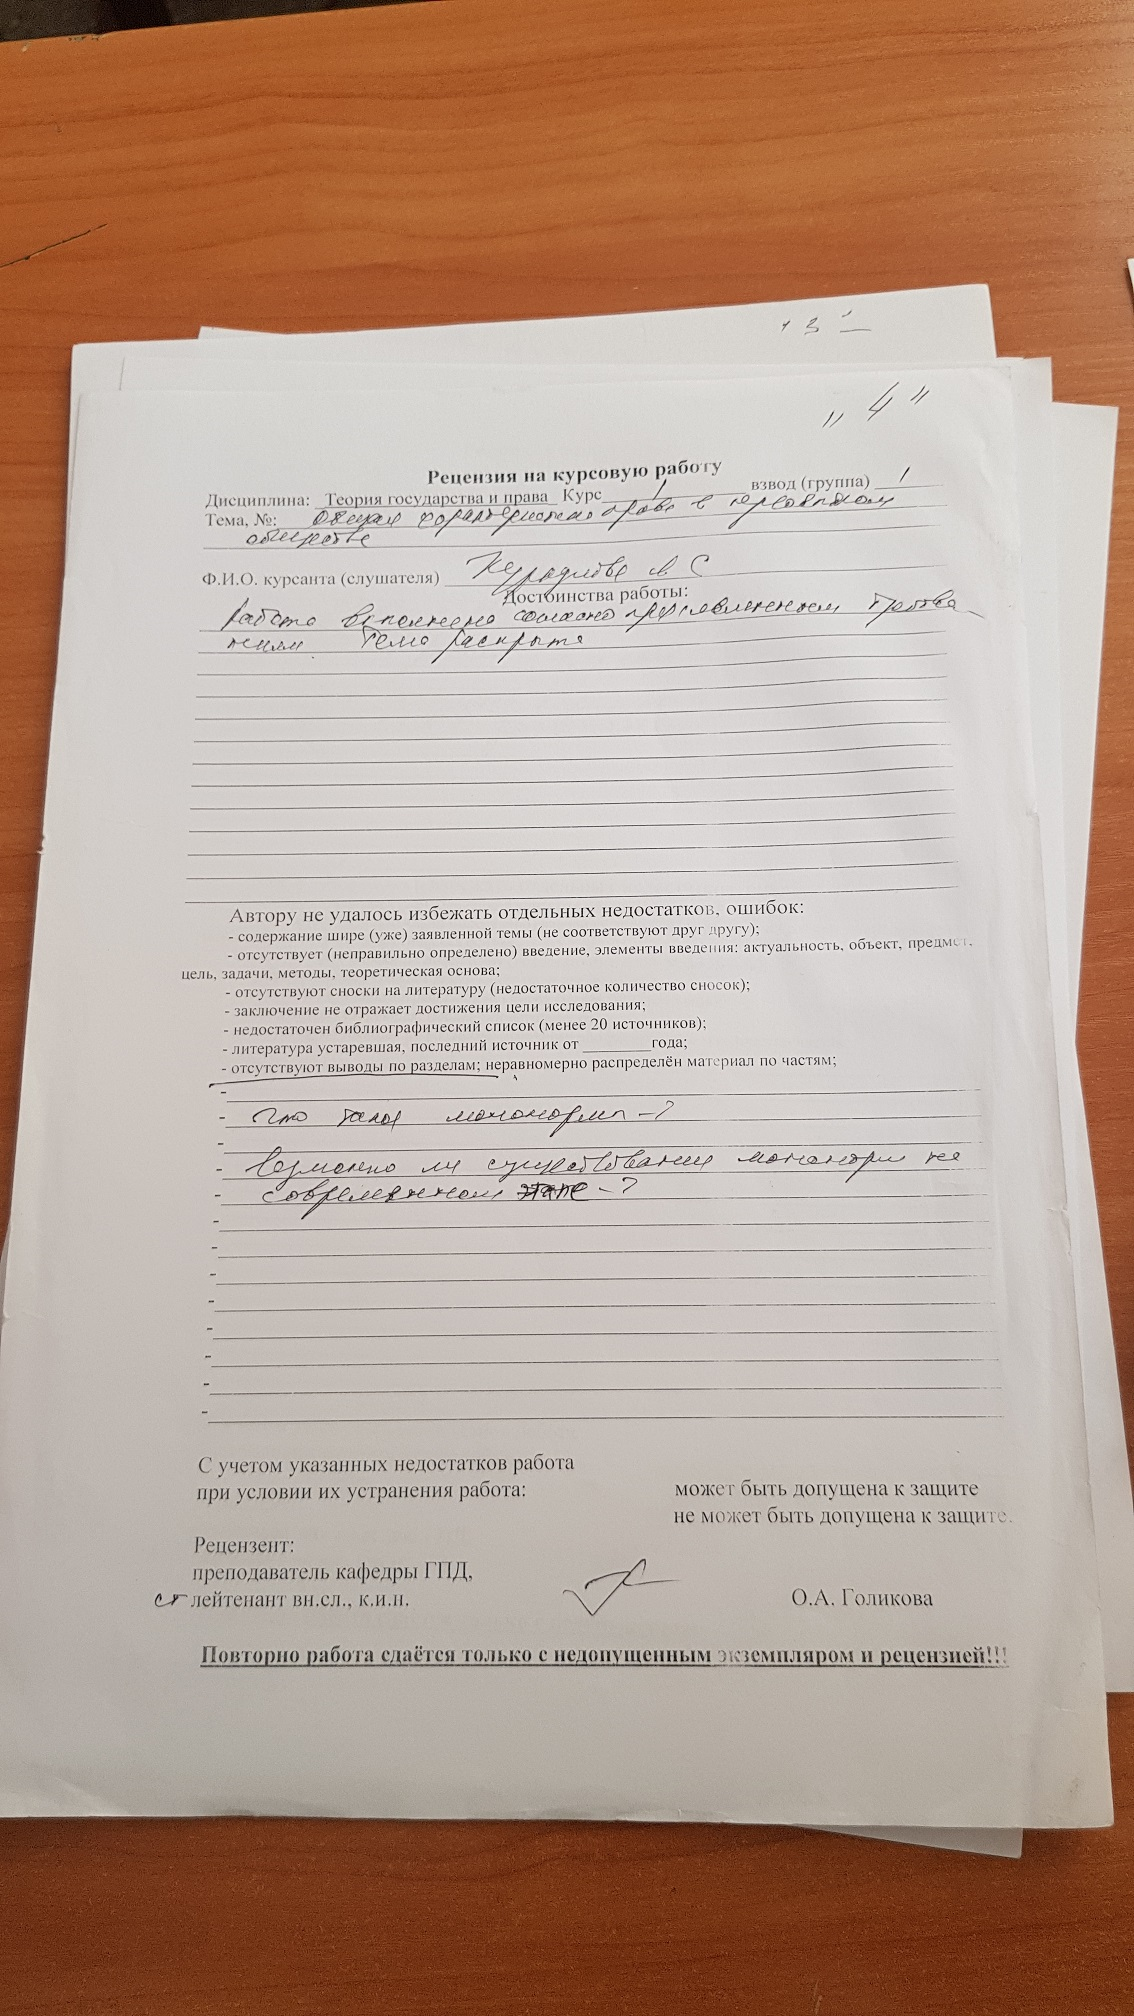 "3"
"4"
Рецензия на курсовую работу
Дисциплина: Теория государства и права Курс 1 взвод (группа) 1
Тема, №: Общая характеристика права в первобытном
обществе
Ф.И.О. курсанта (слушателя) С
Достоинства работы:
Работа выполнена согласно предъявленным требова-
ниям Тема раскрыта
Автору не удалось избежать отдельных недостатков, ошибок:
- содержание шире (уже) заявленной темы (не соответствуют друг другу);
- отсутствует (неправильно определено) введение, элементы введения: актуальность, объект, предмет,
цель, задачи, методы, теоретическая основа;
- отсутствуют сноски на литературу (недостаточное количество сносок);
- заключение не отражает достижения цели исследования;
- недостаточен библиографический список (менее 20 источников);
- литература устаревшая, последний источник от ________года;
- отсутствуют выводы по разделам; неравномерно распределён материал по частям;
- Что такое мононормы - ?
- Возможно ли существование мононорм на
- современном этапе - ?
С учетом указанных недостатков работа
при условии их устранения работа: может быть допущена к защите
не может быть допущена к защите.
Рецензент:
преподаватель кафедры ГПД,
ст лейтенант вн.сл., к.и.н. О.А. Голикова
Повторно работа сдаётся только с недопущенным экземпляром и рецензией!!!